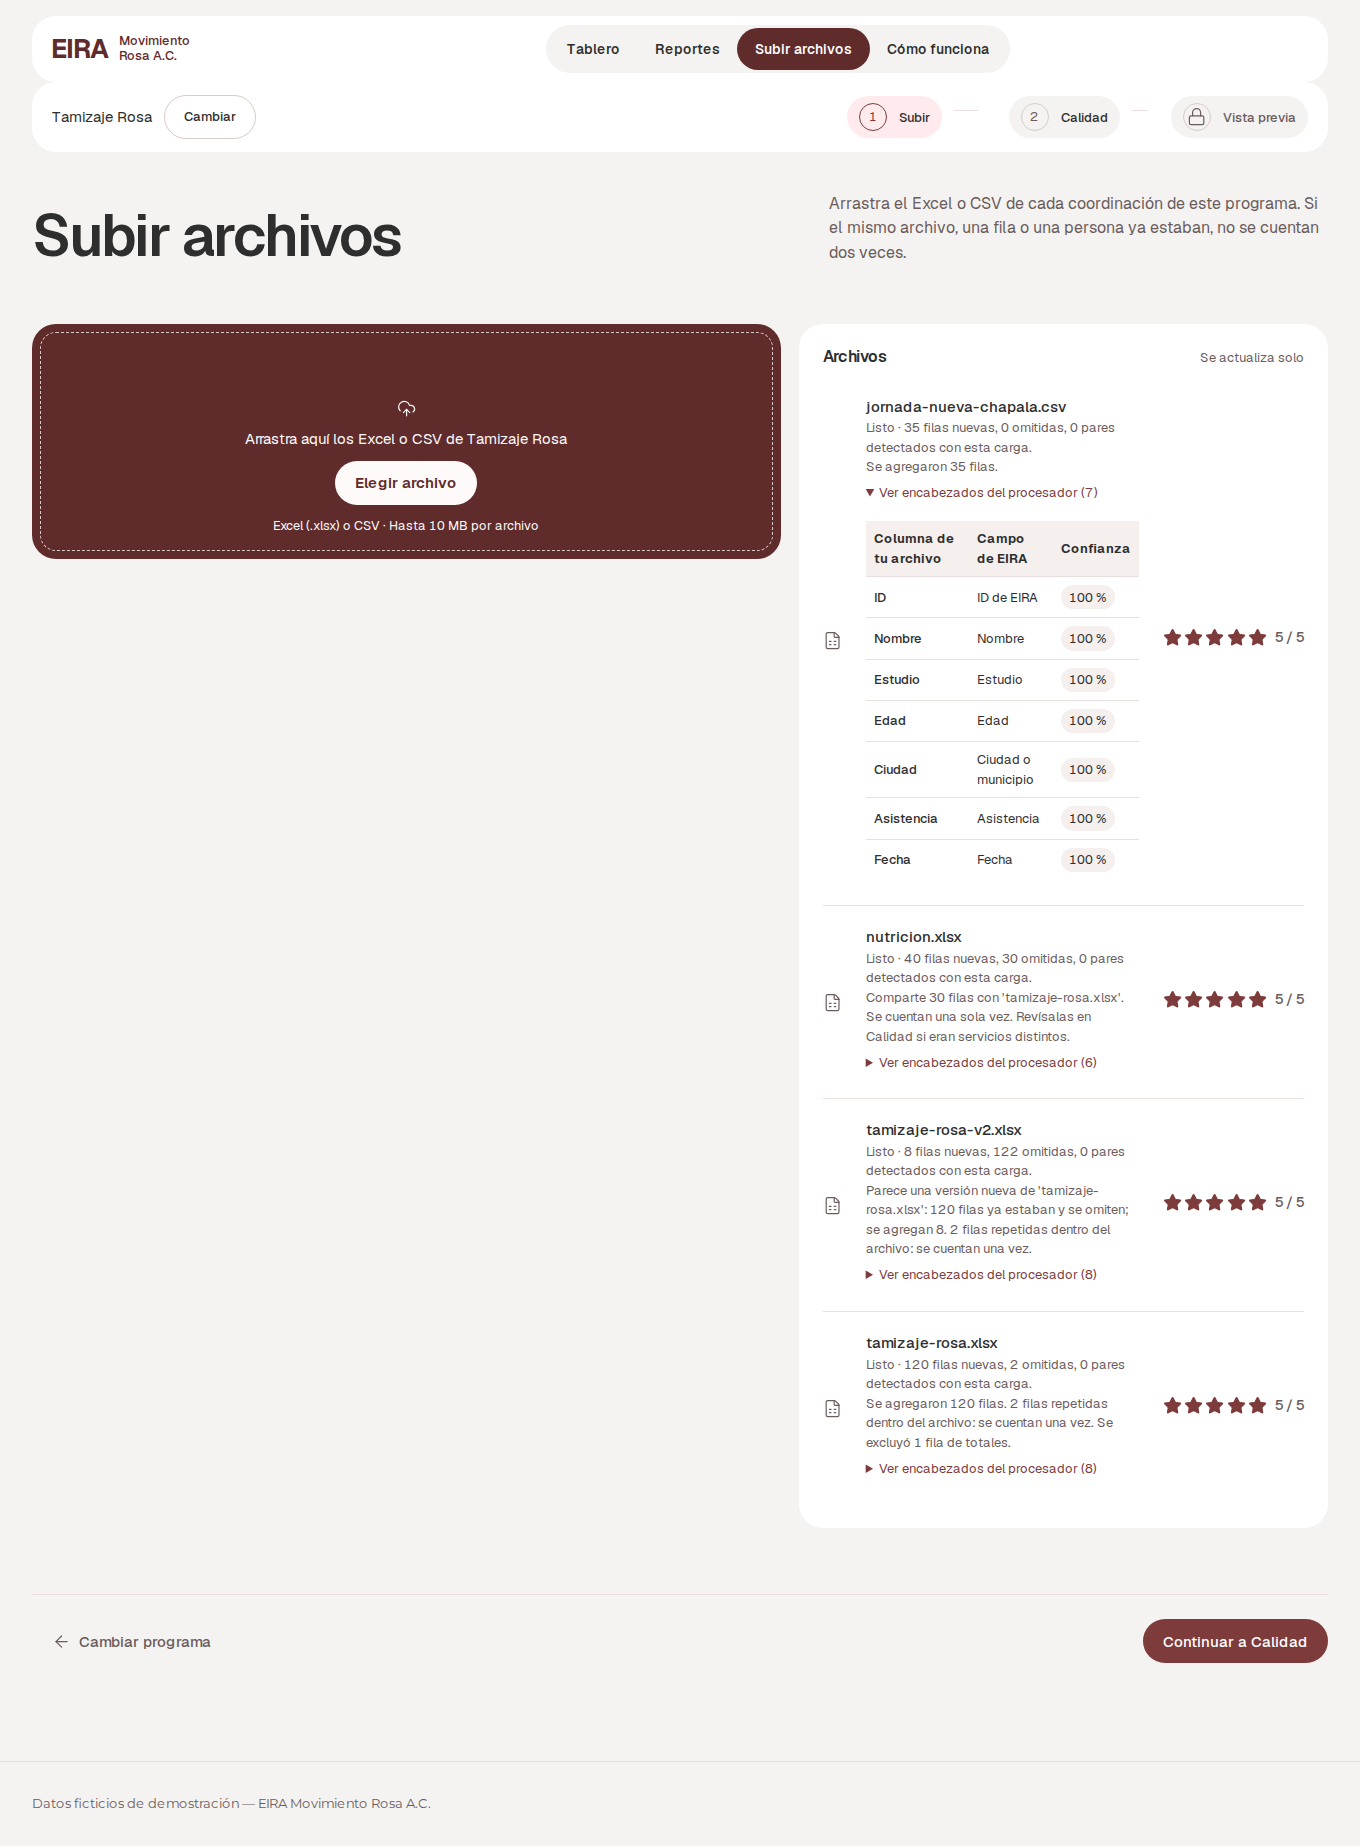 EIRA
Movimiento
Rosa A.C.
Tablero
Reportes
Subir archivos
Cómo funciona
Tamizaje Rosa
Cambiar
1 Subir
2 Calidad
Vista previa
Subir archivos
Arrastra el Excel o CSV de cada coordinación de este programa. Si
el mismo archivo, una fila o una persona ya estaban, no se cuentan
dos veces.
Arrastra aquí los Excel o CSV de Tamizaje Rosa
Elegir archivo
Excel (.xlsx) o CSV · Hasta 10 MB por archivo
Archivos
Se actualiza solo
jornada-nueva-chapala.csv
Listo · 35 filas nuevas, 0 omitidas, 0 pares
detectados con esta carga.
Se agregaron 35 filas.
▼ Ver encabezados del procesador (7)
Columna de
tu archivo
Campo
de EIRA
Confianza
ID
ID de EIRA
100 %
Nombre
Nombre
100 %
Estudio
Estudio
100 %
Edad
Edad
100 %
Ciudad
Ciudad o
municipio
100 %
Asistencia
Asistencia
100 %
Fecha
Fecha
100 %
5 / 5
nutricion.xlsx
Listo · 40 filas nuevas, 30 omitidas, 0 pares
detectados con esta carga.
Comparte 30 filas con 'tamizaje-rosa.xlsx'.
Se cuentan una sola vez. Revísalas en
Calidad si eran servicios distintos.
▶ Ver encabezados del procesador (6)
5 / 5
tamizaje-rosa-v2.xlsx
Listo · 8 filas nuevas, 122 omitidas, 0 pares
detectados con esta carga.
Parece una versión nueva de 'tamizaje-
rosa.xlsx': 120 filas ya estaban y se omiten;
se agregan 8. 2 filas repetidas dentro del
archivo: se cuentan una vez.
▶ Ver encabezados del procesador (8)
5 / 5
tamizaje-rosa.xlsx
Listo · 120 filas nuevas, 2 omitidas, 0 pares
detectados con esta carga.
Se agregaron 120 filas. 2 filas repetidas
dentro del archivo: se cuentan una vez. Se
excluyó 1 fila de totales.
▶ Ver encabezados del procesador (8)
5 / 5
← Cambiar programa
Continuar a Calidad
Datos ficticios de demostración — EIRA Movimiento Rosa A.C.